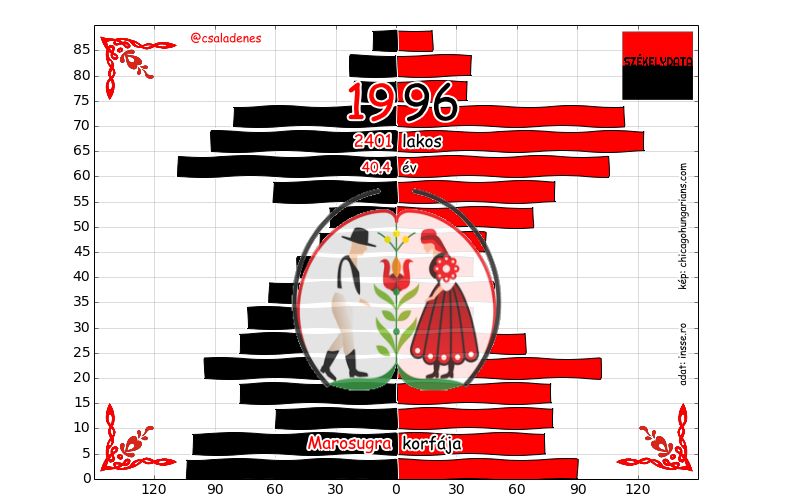 @csaladenes
SZÉKELYDATA
1996
2401 lakos
40.4 év
Marosugra korfája
kép: chicagohungarians.com
adat: insse.ro
85
80
75
70
65
60
55
50
45
40
35
30
25
20
15
10
5
0
120 90 60 30 0 30 60 90 120